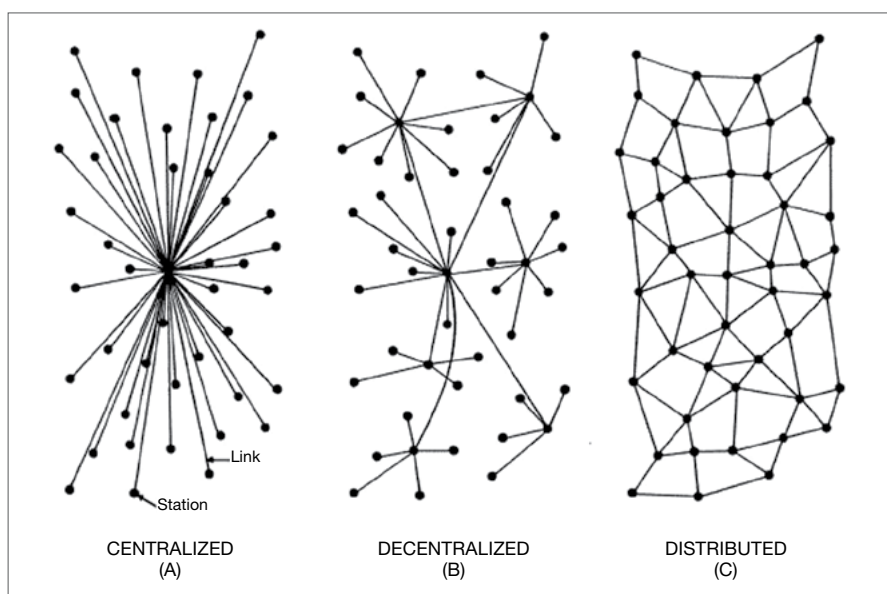 Link
Station
CENTRALIZED
(A)
DECENTRALIZED
(B)
DISTRIBUTED
(C)